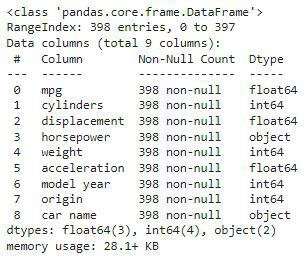 <class 'pandas.core.frame.DataFrame'>
RangeIndex: 398 entries, 0 to 397
Data columns (total 9 columns):
 #   Column        Non-Null Count  Dtype
---  ------        --------------  -----
 0   mpg           398 non-null    float64
 1   cylinders     398 non-null    int64
 2   displacement  398 non-null    float64
 3   horsepower    398 non-null    object
 4   weight        398 non-null    int64
 5   acceleration  398 non-null    float64
 6   model year    398 non-null    int64
 7   origin        398 non-null    int64
 8   car name      398 non-null    object
dtypes: float64(3), int64(4), object(2)
memory usage: 28.1+ KB